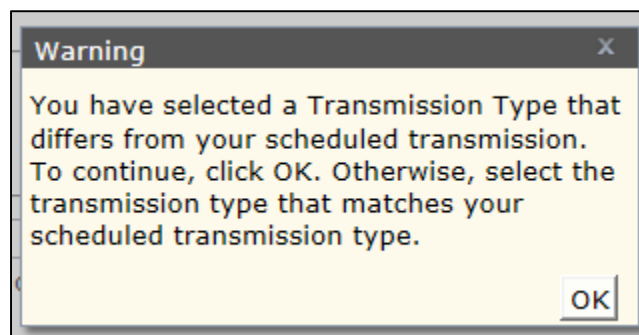 Warning
x
You have selected a Transmission Type that
differs from your scheduled transmission.
To continue, click OK. Otherwise, select the
transmission type that matches your
scheduled transmission type.
OK